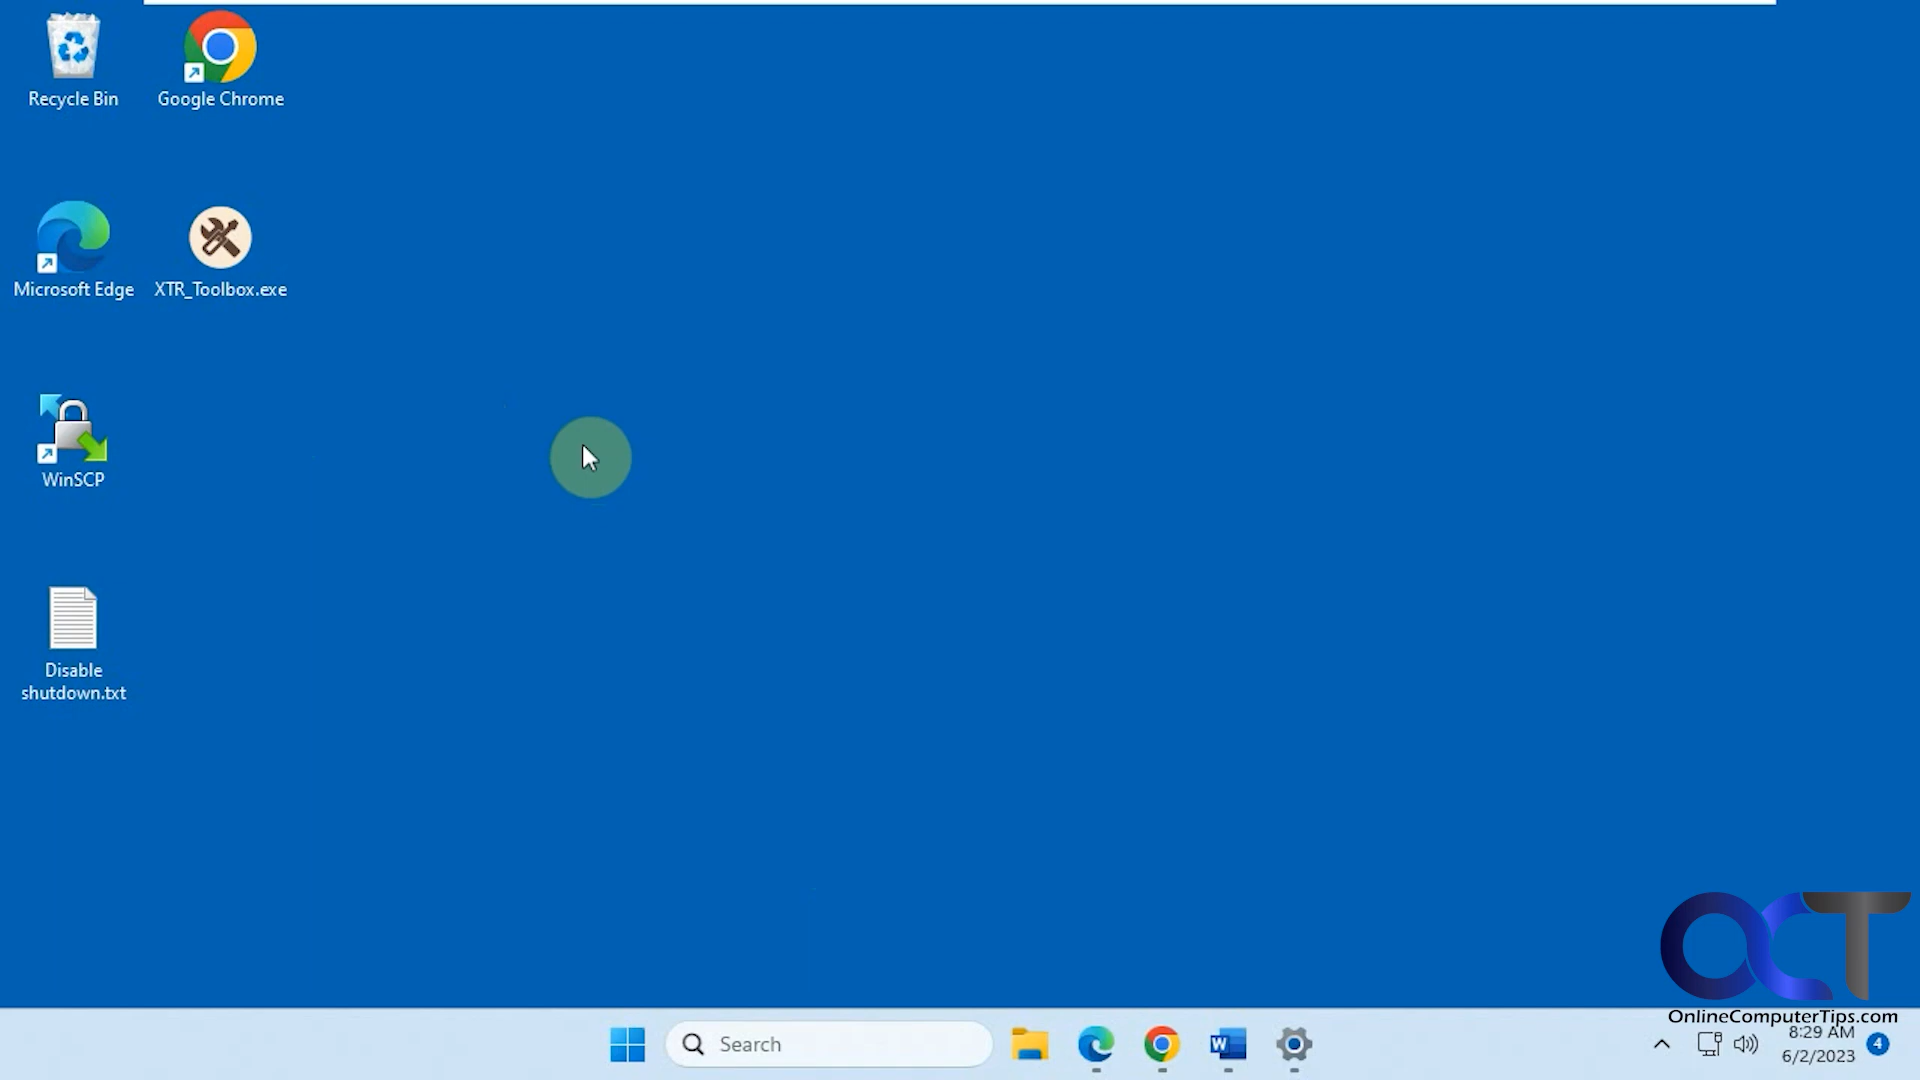 Recycle Bin
Google Chrome
Microsoft Edge
XTR_Toolbox.exe
WinSCP
Disable
shutdown.txt
OCT
OnlineComputerTips.com
Search
W
8:29 AM
6/2/2023
4